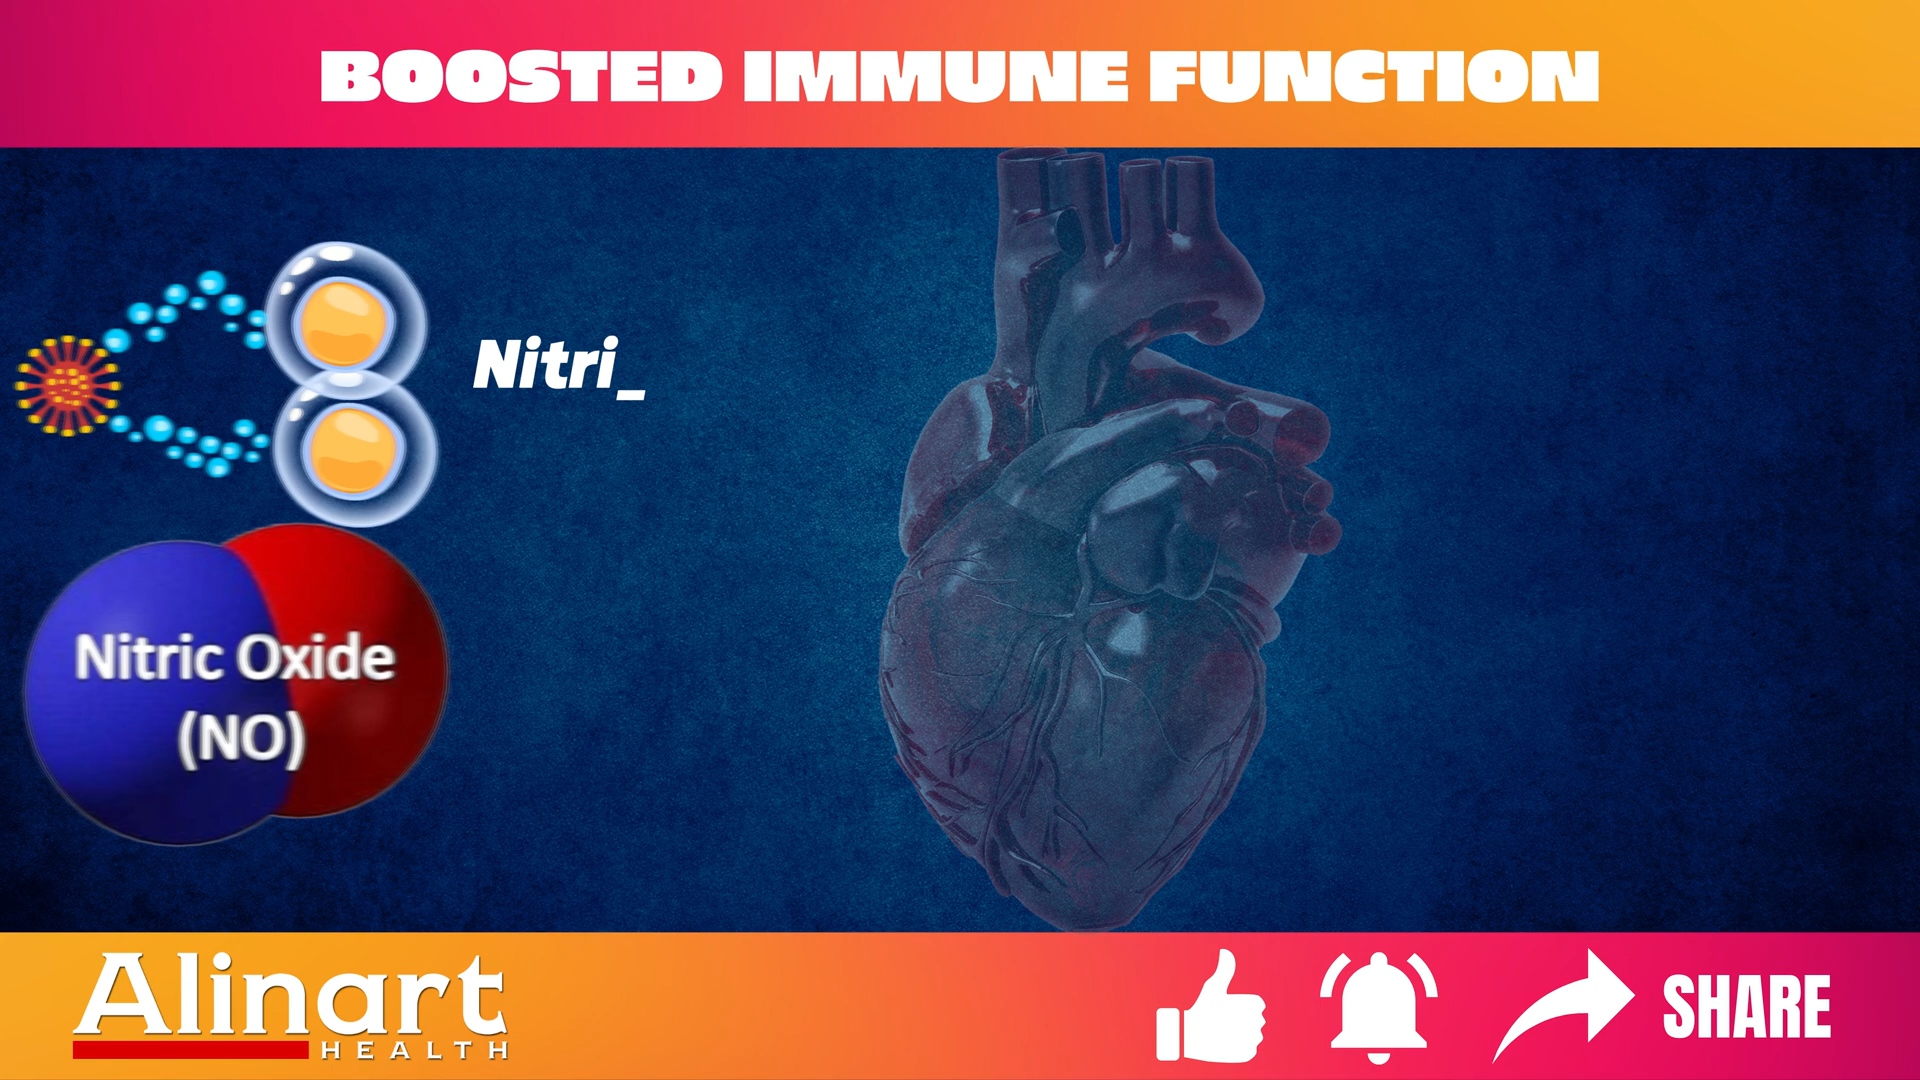 BOOSTED IMMUNE FUNCTION
Nitri_
Nitric Oxide
(NO)
Alinart
HEALTH
SHARE